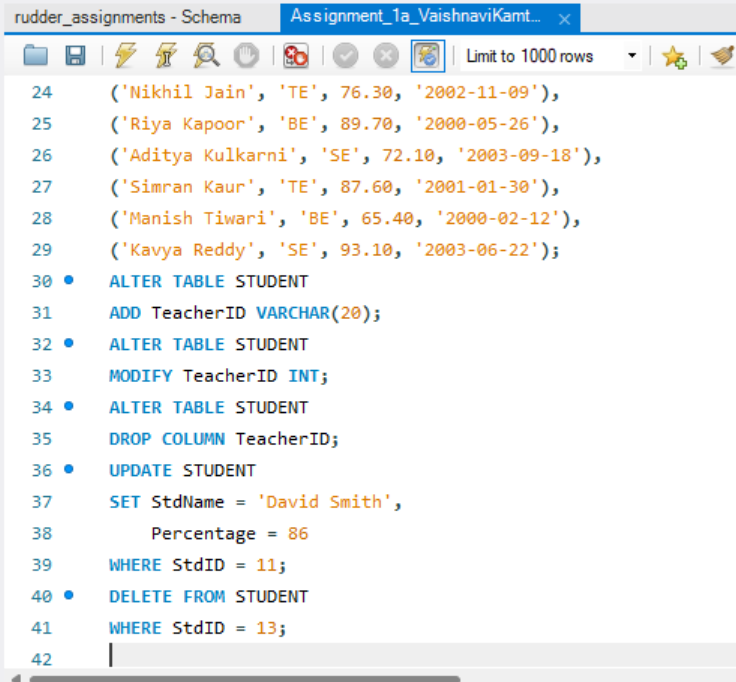 rudder_assignments - Schema
Assignment_1a_VaishnaviKamt...
Limit to 1000 rows
24 ('Nikhil Jain', 'TE', 76.30, '2002-11-09'),
25 ('Riya Kapoor', 'BE', 89.70, '2000-05-26'),
26 ('Aditya Kulkarni', 'SE', 72.10, '2003-09-18'),
27 ('Simran Kaur', 'TE', 87.60, '2001-01-30'),
28 ('Manish Tiwari', 'BE', 65.40, '2000-02-12'),
29 ('Kavya Reddy', 'SE', 93.10, '2003-06-22');
30 ALTER TABLE STUDENT
31 ADD TeacherID VARCHAR(20);
32 ALTER TABLE STUDENT
33 MODIFY TeacherID INT;
34 ALTER TABLE STUDENT
35 DROP COLUMN TeacherID;
36 UPDATE STUDENT
37 SET StdName = 'David Smith',
38 Percentage = 86
39 WHERE StdID = 11;
40 DELETE FROM STUDENT
41 WHERE StdID = 13;
42